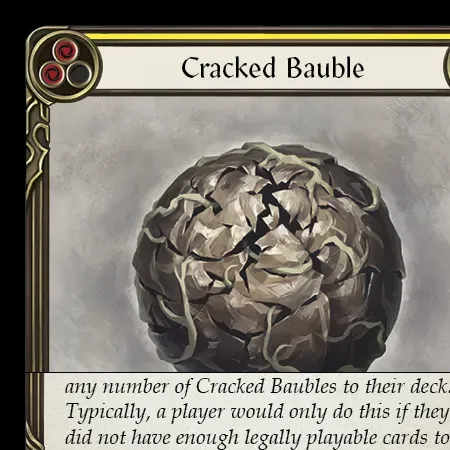 Cracked Bauble
any number of Cracked Baubles to their deck.
Typically, a player would only do this if they
did not have enough legally playable cards to